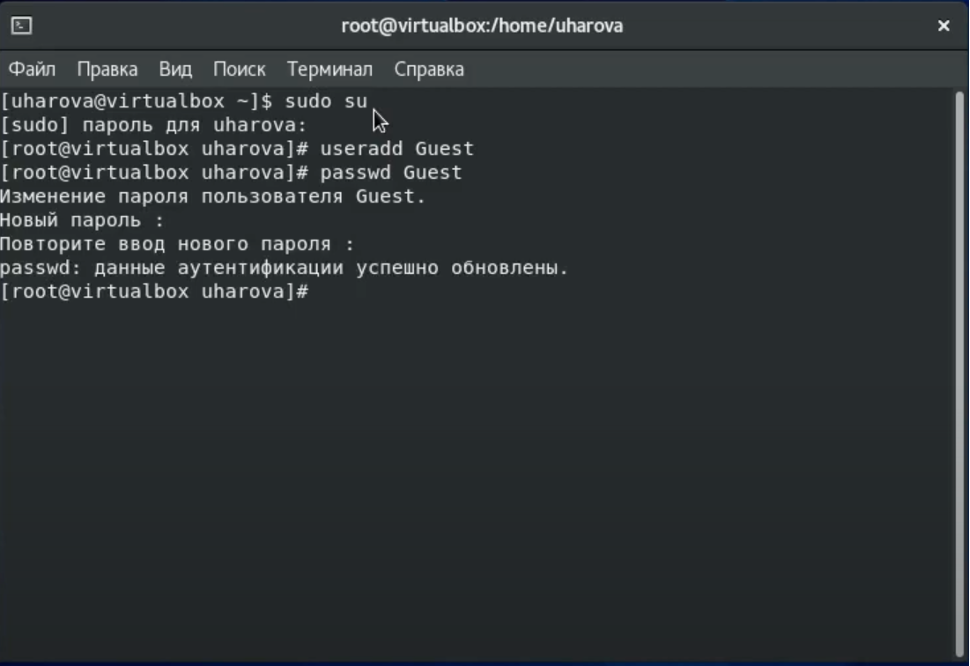 root@virtualbox:/home/uharova
Файл Правка Вид Поиск Терминал Справка
[uharova@virtualbox ~]$ sudo su
[sudo] пароль для uharova:
[root@virtualbox uharova]# useradd Guest
[root@virtualbox uharova]# passwd Guest
Изменение пароля пользователя Guest.
Новый пароль :
Повторите ввод нового пароля :
passwd: данные аутентификации успешно обновлены.
[root@virtualbox uharova]#